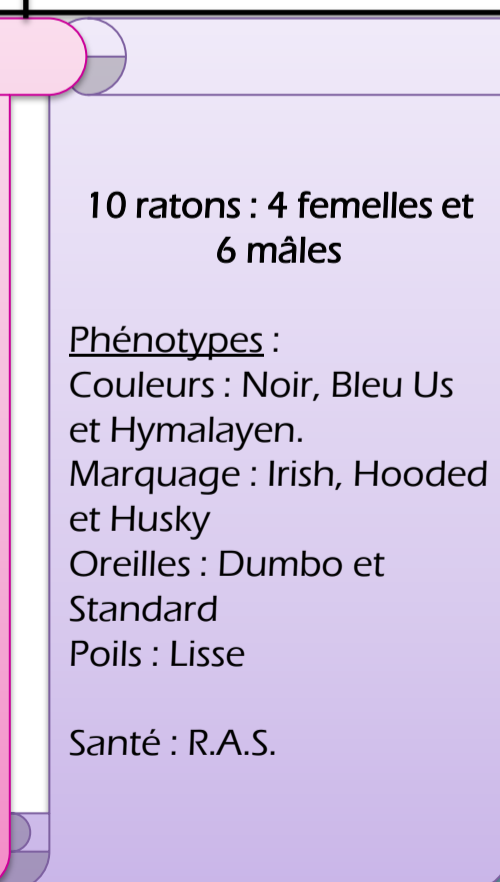 10 ratons : 4 femelles et
6 mâles
Phénotypes :
Couleurs : Noir, Bleu Us
et Hymalayen.
Marquage : Irish, Hooded
et Husky
Oreilles : Dumbo et
Standard
Poils : Lisse
Santé : R.A.S.